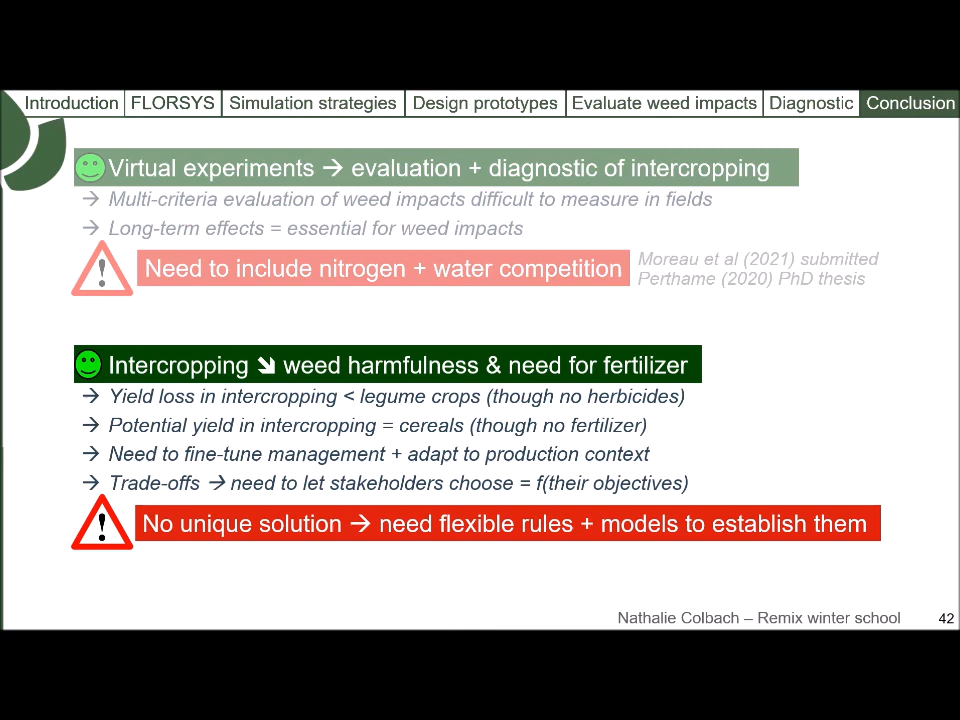 Introduction FLORSYS Simulation strategies Design prototypes Evaluate weed impacts Diagnostic Conclusion
Virtual experiments → evaluation + diagnostic of intercropping
→ Multi-criteria evaluation of weed impacts difficult to measure in fields
→ Long-term effects = essential for weed impacts
! Need to include nitrogen + water competition
Moreau et al (2021) submitted
Perthame (2020) PhD thesis
Intercropping ⬊ weed harmfulness & need for fertilizer
→ Yield loss in intercropping < legume crops (though no herbicides)
→ Potential yield in intercropping = cereals (though no fertilizer)
→ Need to fine-tune management + adapt to production context
→ Trade-offs → need to let stakeholders choose = f(their objectives)
! No unique solution → need flexible rules + models to establish them
Nathalie Colbach – Remix winter school 42